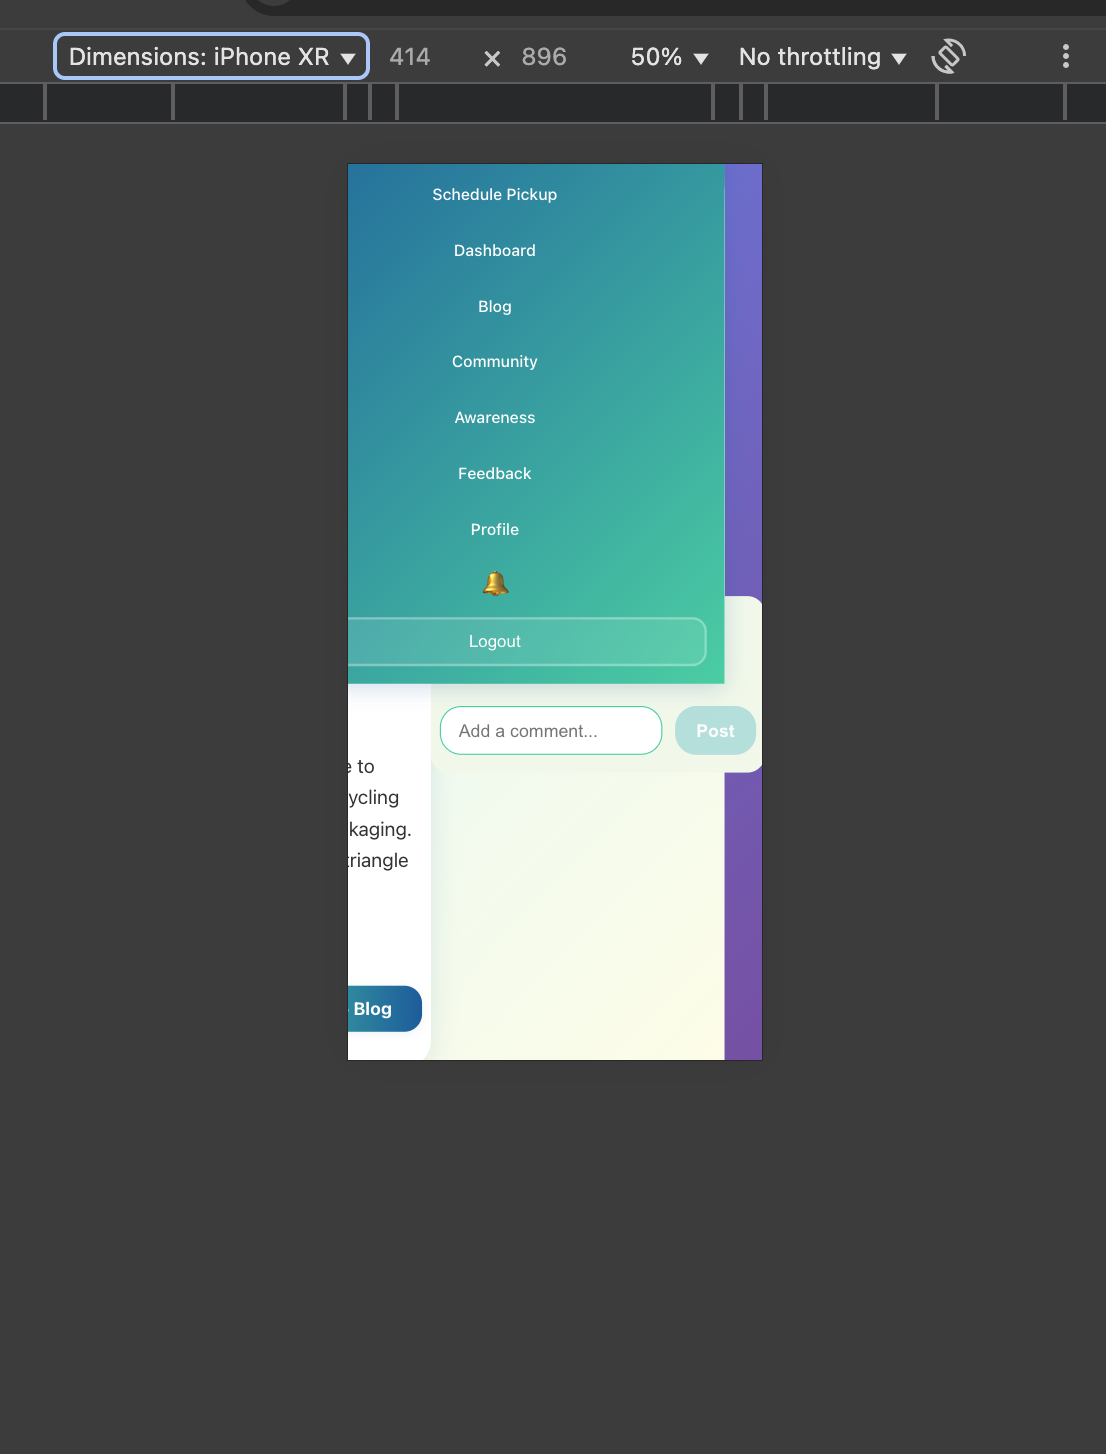 Dimensions: iPhone XR ▼ 414 × 896 50% ▼ No throttling ▼
Schedule Pickup
Dashboard
Blog
Community
Awareness
Feedback
Profile
Logout
Add a comment... Post
e to
ycling
kaging.
triangle
Blog